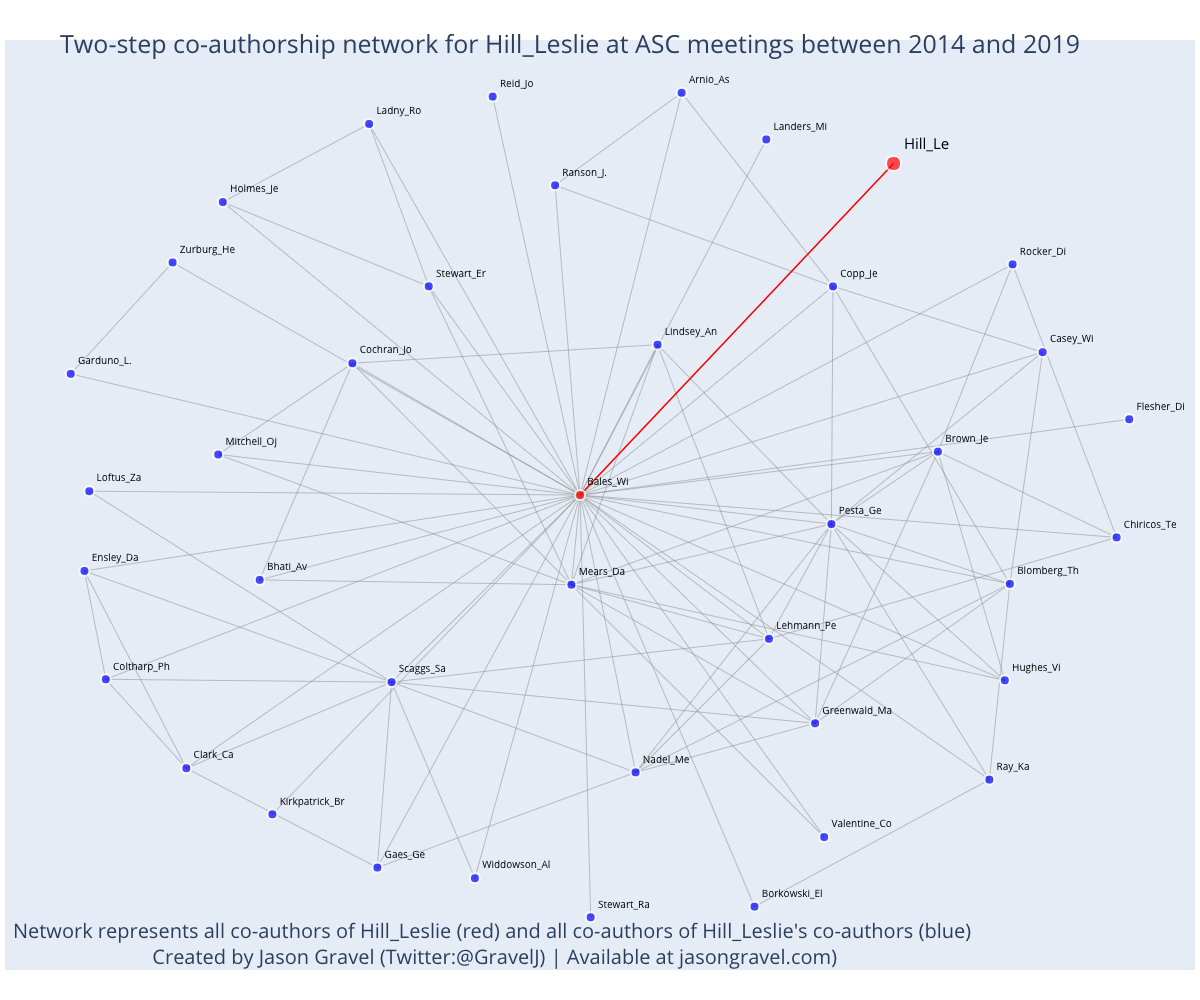 Two-step co-authorship network for Hill_Leslie at ASC meetings between 2014 and 2019
Reid_Jo
Arnio_As
Ladny_Ro
Landers_Mi
Hill_Le
Ranson_J.
Holmes_Je
Zurburg_He
Rocker_Di
Stewart_Er
Copp_Je
Lindsey_An
Casey_Wi
Cochran_Jo
Garduno_L.
Flesher_Di
Mitchell_Oj
Brown_Je
Loftus_Za
Bales_Wi
Pesta_Ge
Chiricos_Te
Ensley_Da
Bhati_Av
Mears_Da
Blomberg_Th
Lehmann_Pe
Coltharp_Ph
Scaggs_Sa
Hughes_Vi
Greenwald_Ma
Clark_Ca
Nadel_Me
Ray_Ka
Kirkpatrick_Br
Valentine_Co
Gaes_Ge
Widdowson_Al
Borkowski_El
Stewart_Ra
Network represents all co-authors of Hill_Leslie (red) and all co-authors of Hill_Leslie's co-authors (blue)
Created by Jason Gravel (Twitter:@GravelJ) | Available at jasongravel.com)